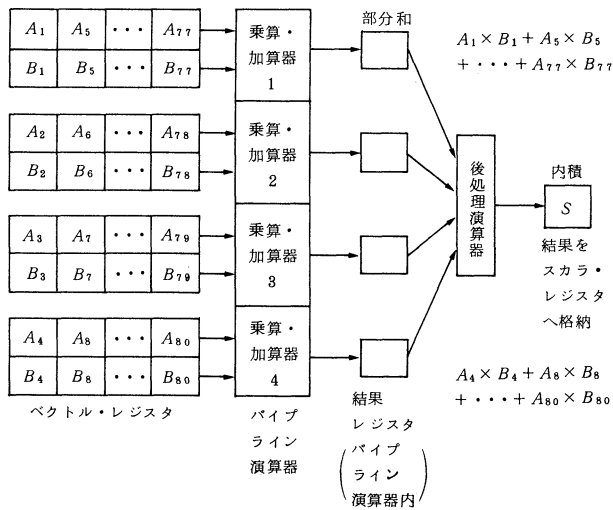 A₁ A₅ ・・・ A₇₇
B₁ B₅ ・・・ B₇₇
乗算・
加算器
1
部分和
A₁×B₁+A₅×B₅
+・・・+A₇₇×B₇₇
A₂ A₆ ・・・ A₇₈
B₂ B₆ ・・・ B₇₈
乗算・
加算器
2
A₃ A₇ ・・・ A₇₉
B₃ B₇ ・・・ B₇₉
乗算・
加算器
3
A₄ A₈ ・・・ A₈₀
B₄ B₈ ・・・ B₈₀
乗算・
加算器
4
後処理演算器
内積
S
結果を
スカラ・
レジスタ
へ格納
A₄×B₄+A₈×B₈
+・・・+A₈₀×B₈₀
ベクトル・レジスタ
パイプ
ライン
演算器
結果
レジスタ
(パイプ
ライン
演算器内)